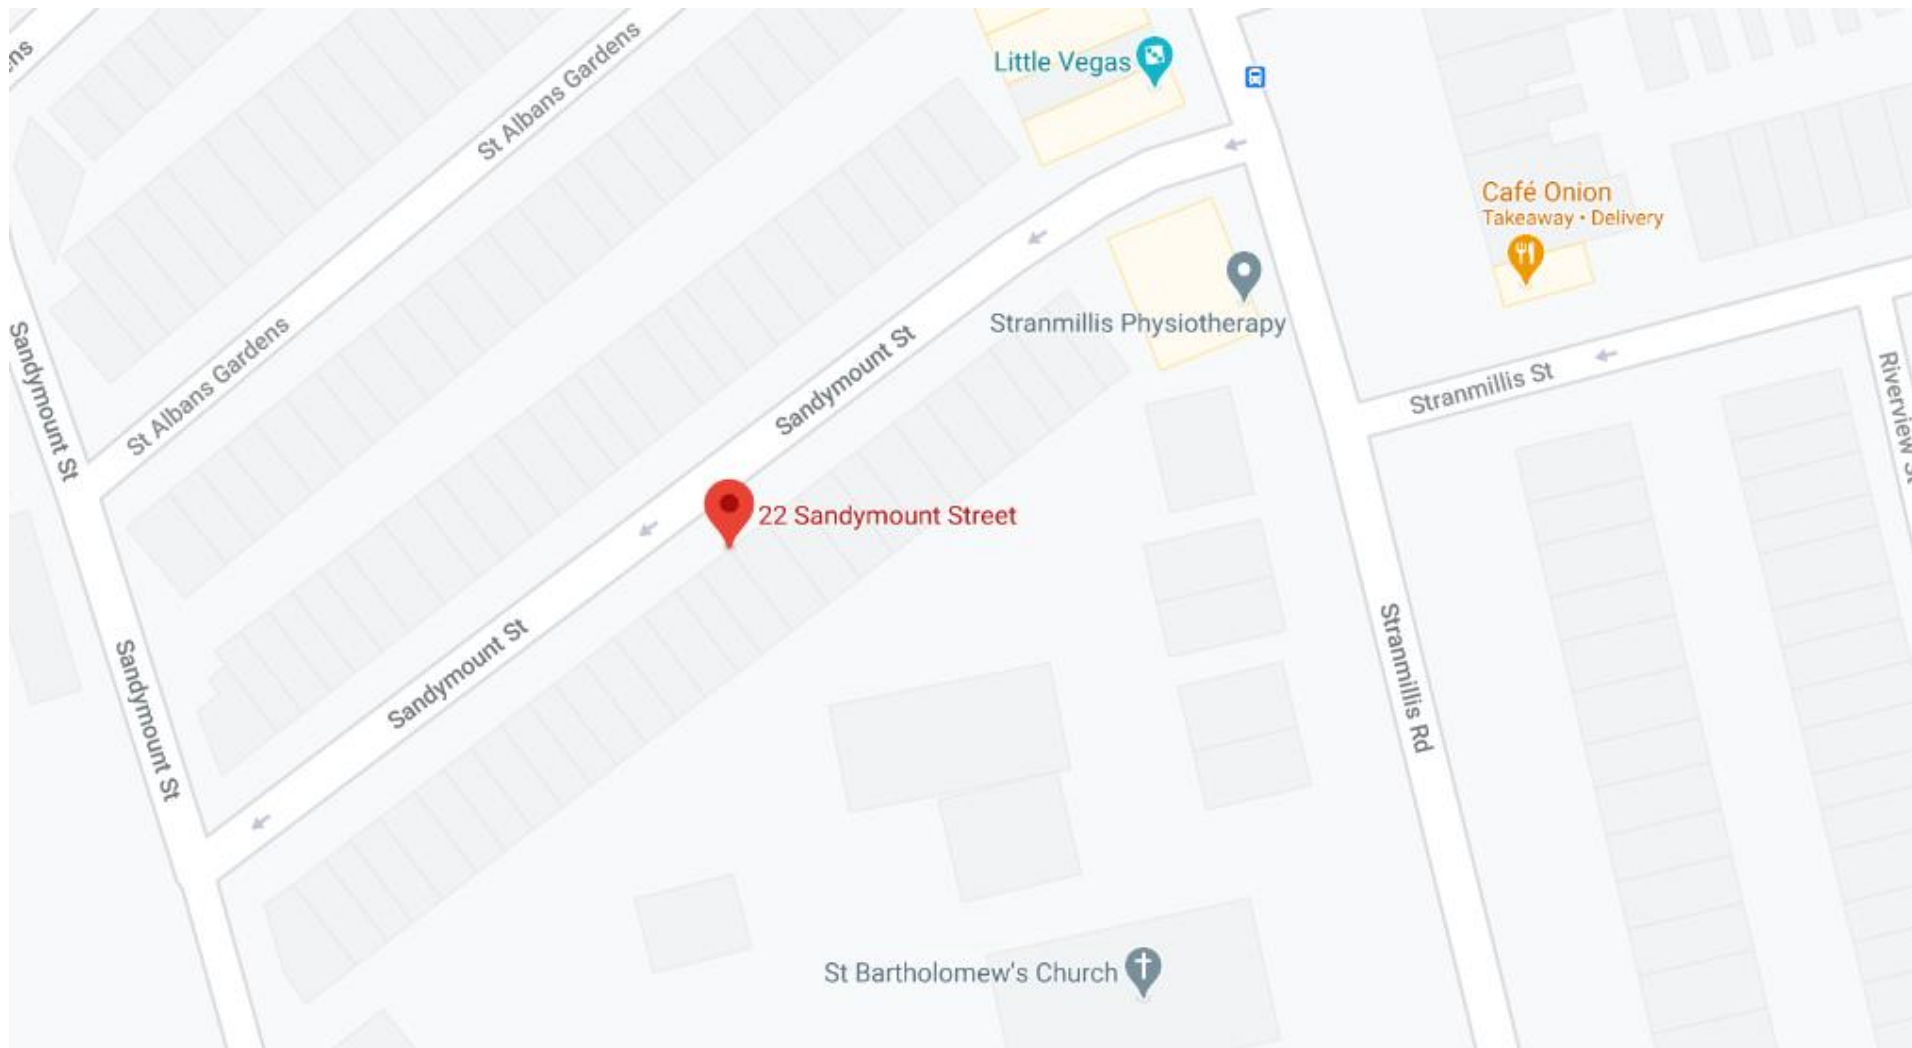 St Albans Gardens
Little Vegas
Café Onion
Takeaway • Delivery
Stranmillis Physiotherapy
Sandymount St
St Albans Gardens
Sandymount St
Stranmillis St
Riverview St
22 Sandymount Street
Sandymount St
Sandymount St
Stranmillis Rd
St Bartholomew's Church